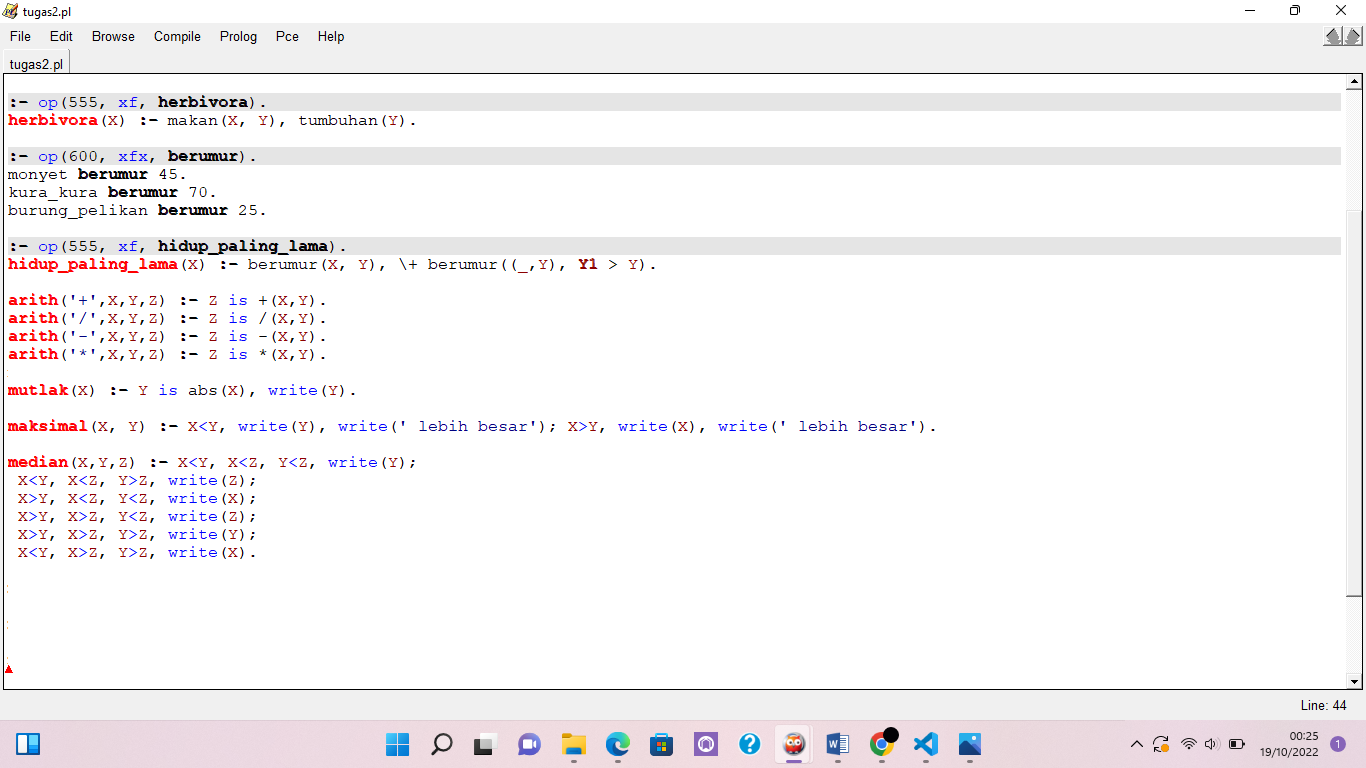 tugas2.pl
File Edit Browse Compile Prolog Pce Help
tugas2.pl
:- op(555, xf, herbivora).
herbivora(X) :- makan(X, Y), tumbuhan(Y).
:- op(600, xfx, berumur).
monyet berumur 45.
kura_kura berumur 70.
burung_pelikan berumur 25.
:- op(555, xf, hidup_paling_lama).
hidup_paling_lama(X) :- berumur(X, Y), \+ berumur((_,Y), Y1 > Y).
arith('+',X,Y,Z) :- Z is +(X,Y).
arith('/',X,Y,Z) :- Z is /(X,Y).
arith('-',X,Y,Z) :- Z is -(X,Y).
arith('*',X,Y,Z) :- Z is *(X,Y).
mutlak(X) :- Y is abs(X), write(Y).
maksimal(X, Y) :- X<Y, write(Y), write(' lebih besar'); X>Y, write(X), write(' lebih besar').
median(X,Y,Z) :- X<Y, X<Z, Y<Z, write(Y);
X<Y, X<Z, Y>Z, write(Z);
X>Y, X<Z, Y<Z, write(X);
X>Y, X>Z, Y<Z, write(Z);
X>Y, X>Z, Y>Z, write(Y);
X<Y, X>Z, Y>Z, write(X).
Line: 44
00:25
19/10/2022
1